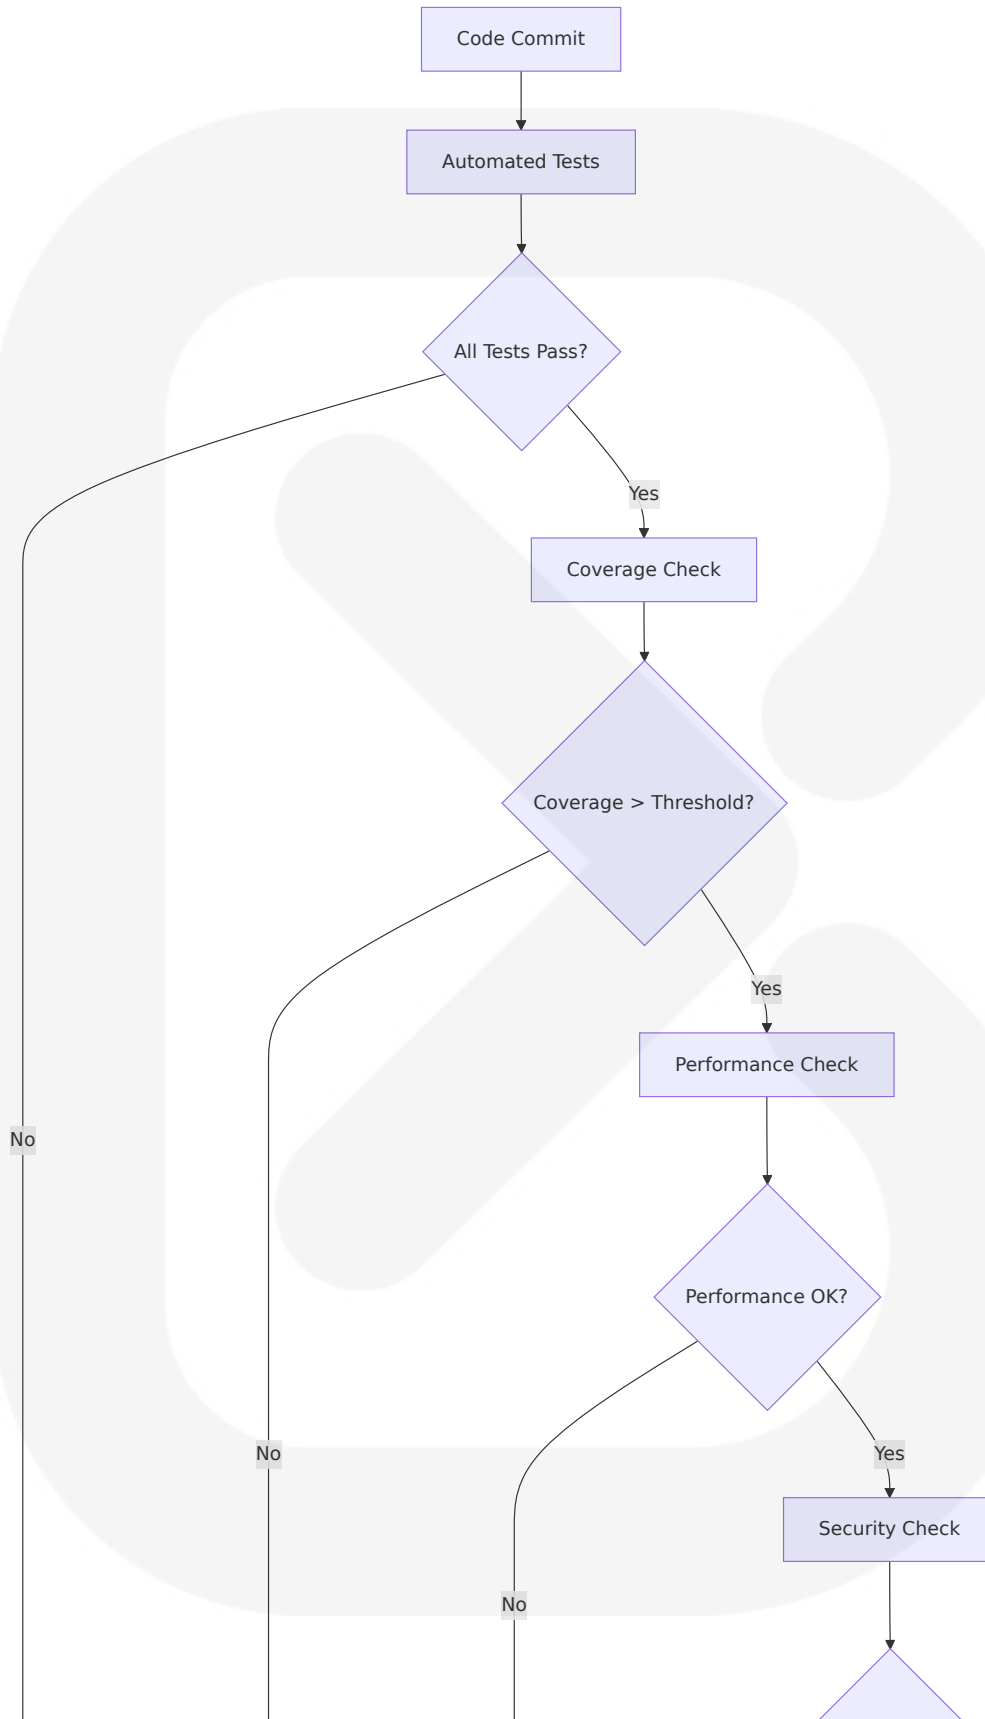 Code Commit
Automated Tests
All Tests Pass?
Yes
Coverage Check
Coverage > Threshold?
Yes
Performance Check
No
Performance OK?
No
Yes
Security Check
No